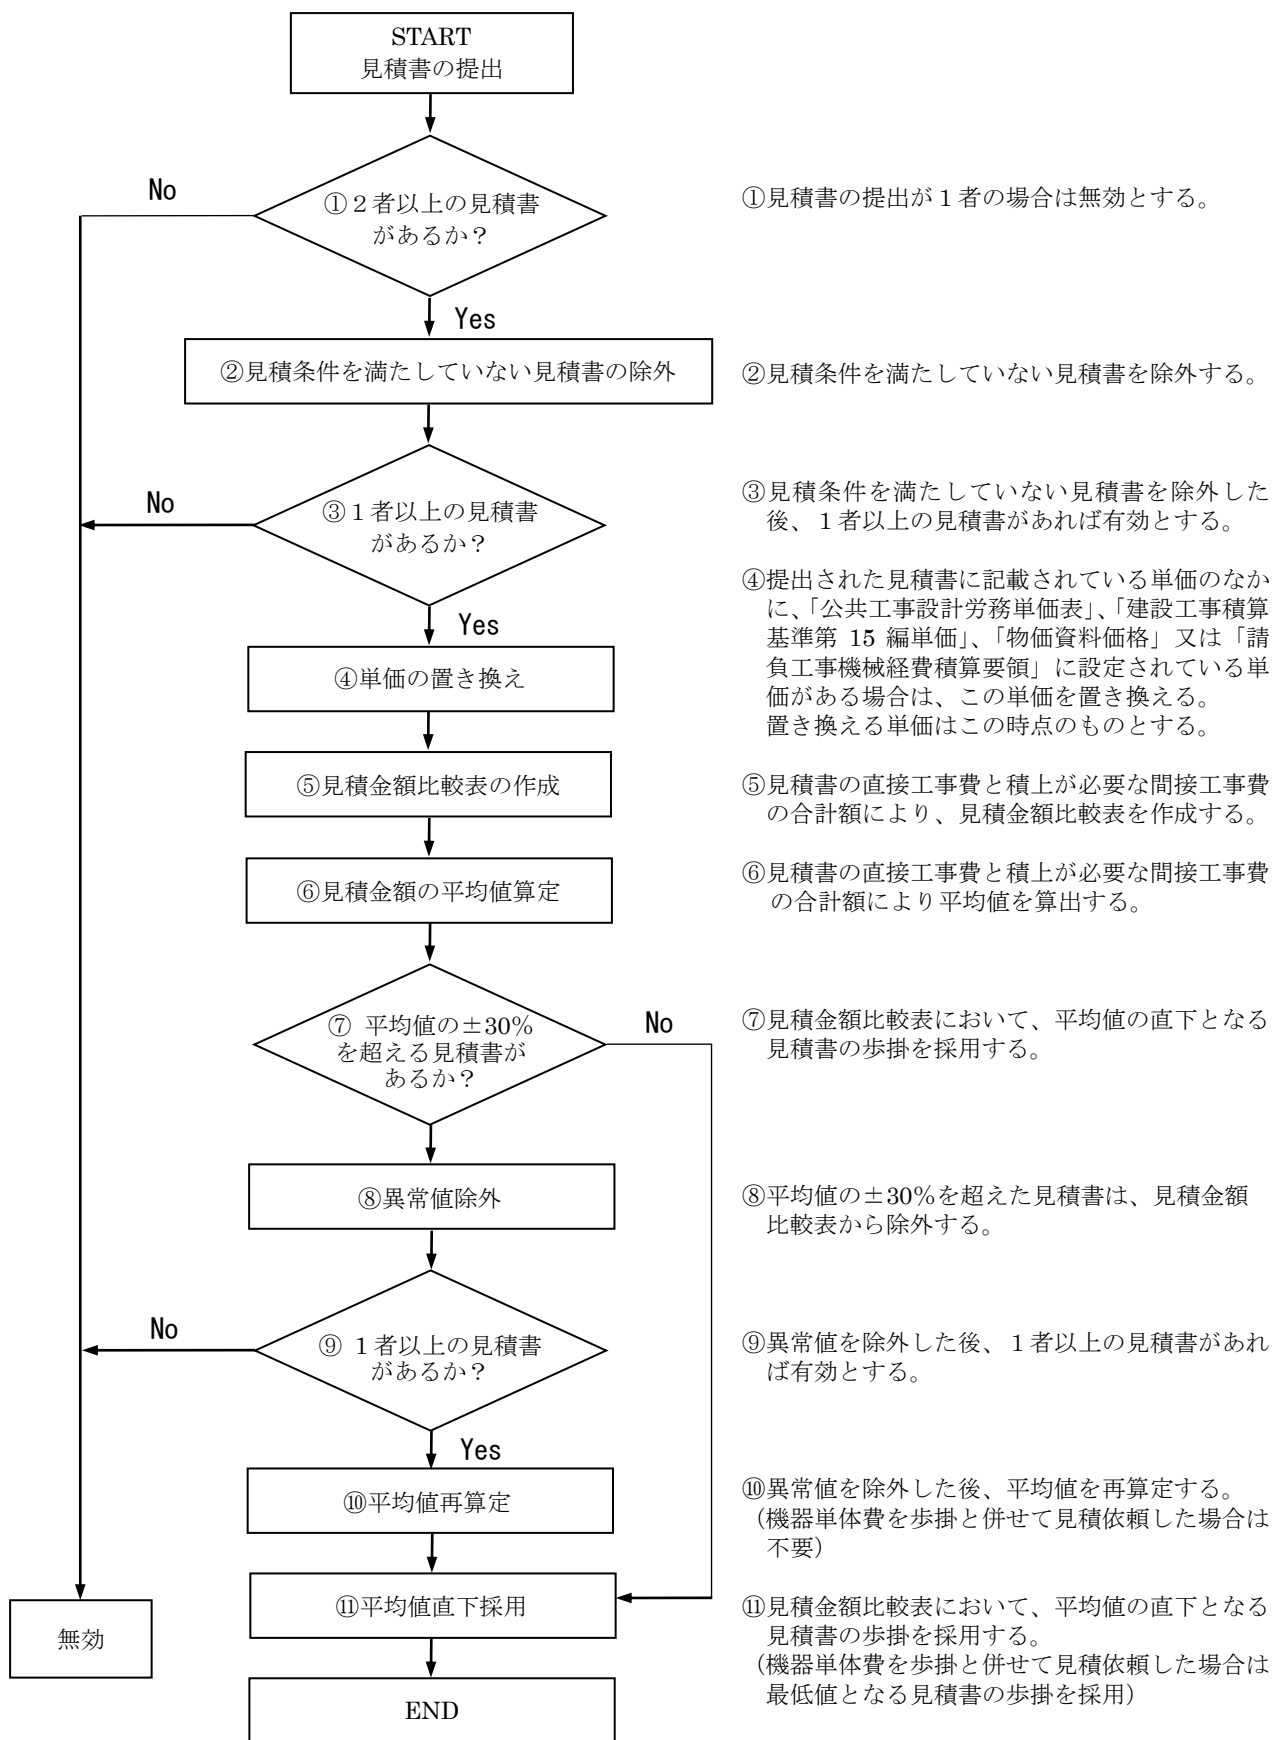 START
見積書の提出
No
①２者以上の見積書
があるか？
①見積書の提出が１者の場合は無効とする。
Yes
②見積条件を満たしていない見積書の除外
②見積条件を満たしていない見積書を除外する。
No
③１者以上の見積書
があるか？
③見積条件を満たしていない見積書を除外した
後、１者以上の見積書があれば有効とする。
Yes
④単価の置き換え
④提出された見積書に記載されている単価のなか
に、「公共工事設計労務単価表」、「建設工事積算
基準第 15 編単価」、「物価資料価格」又は「請
負工事機械経費積算要領」に設定されている単
価がある場合は、この単価を置き換える。
置き換える単価はこの時点のものとする。
⑤見積金額比較表の作成
⑤見積書の直接工事費と積上が必要な間接工事費
の合計額により、見積金額比較表を作成する。
⑥見積金額の平均値算定
⑥見積書の直接工事費と積上が必要な間接工事費
の合計額により平均値を算出する。
⑦ 平均値の±30％
を超える見積書が
あるか？
No
⑦見積金額比較表において、平均値の直下となる
見積書の歩掛を採用する。
⑧異常値除外
⑧平均値の±30％を超えた見積書は、見積金額
比較表から除外する。
No
⑨ １者以上の見積書
があるか？
⑨異常値を除外した後、１者以上の見積書があれ
ば有効とする。
Yes
⑩平均値再算定
⑩異常値を除外した後、平均値を再算定する。
（機器単体費を歩掛と併せて見積依頼した場合は
不要）
⑪平均値直下採用
⑪見積金額比較表において、平均値の直下となる
見積書の歩掛を採用する。
（機器単体費を歩掛と併せて見積依頼した場合は
最低値となる見積書の歩掛を採用）
無効
END